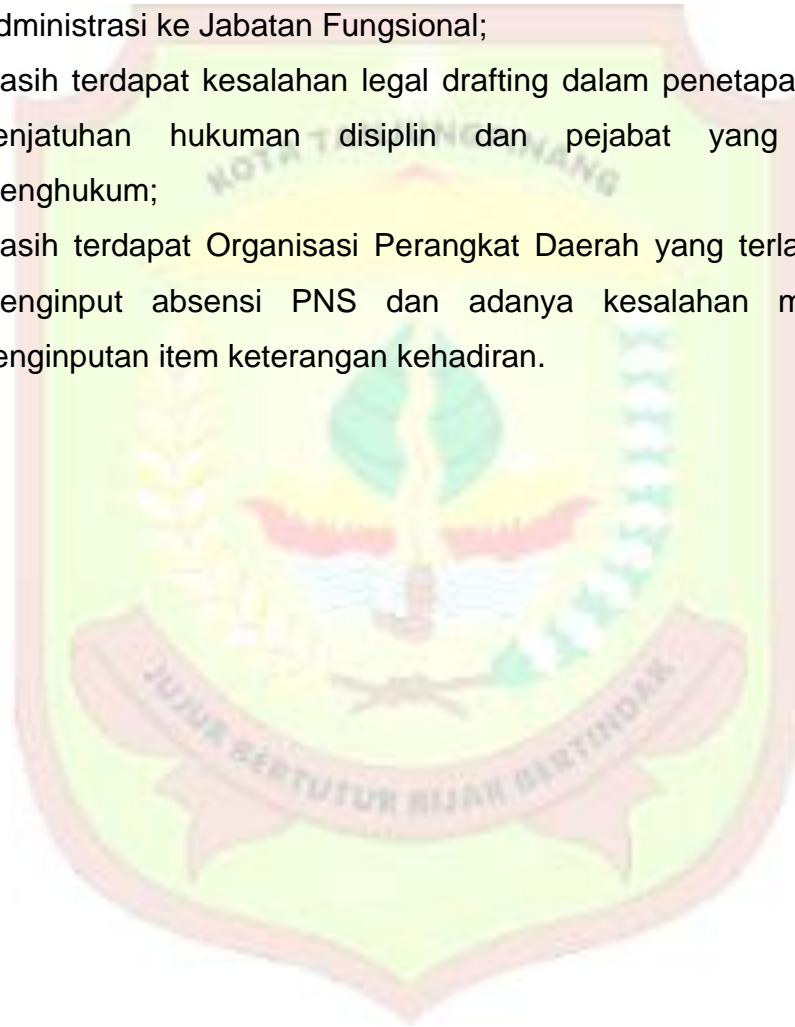 dministrasi ke Jabatan Fungsional;
asih terdapat kesalahan legal drafting dalam penetapa
enjatuhan hukuman disiplin dan pejabat yang
enghukum;
asih terdapat Organisasi Perangkat Daerah yang terla
enginput absensi PNS dan adanya kesalahan m
enginputan item keterangan kehadiran.
KOTA TANJUNGPINANG
JUJUR BERTUTUR BIJAK BERTINDAK